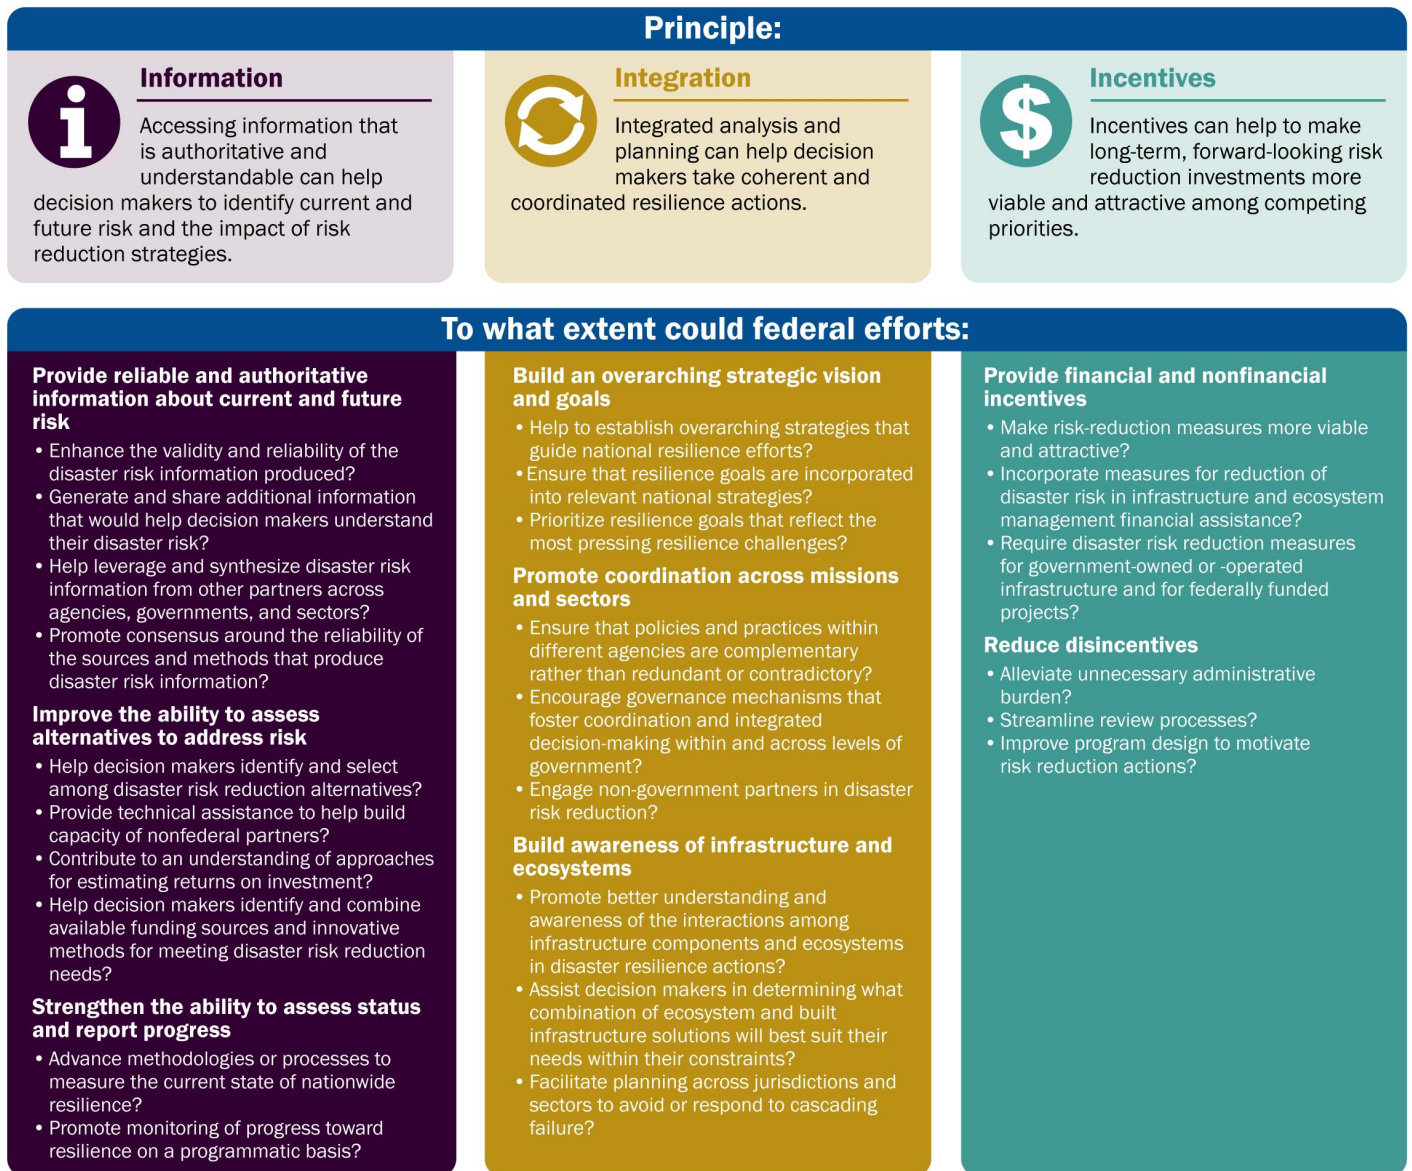 Principle:
Information
Accessing information that
is authoritative and
understandable can help
decision makers to identify current and
future risk and the impact of risk
reduction strategies.
Integration
Integrated analysis and
planning can help decision
makers take coherent and
coordinated resilience actions.
$
Incentives
Incentives can help to make
long-term, forward-looking risk
reduction investments more
viable and attractive among competing
priorities.
To what extent could federal efforts:
Provide reliable and authoritative
information about current and future
risk
• Enhance the validity and reliability of the
disaster risk information produced?
• Generate and share additional information
that would help decision makers understand
their disaster risk?
• Help leverage and synthesize disaster risk
information from other partners across
agencies, governments, and sectors?
• Promote consensus around the reliability of
the sources and methods that produce
disaster risk information?
Improve the ability to assess
alternatives to address risk
• Help decision makers identify and select
among disaster risk reduction alternatives?
• Provide technical assistance to help build
capacity of nonfederal partners?
• Contribute to an understanding of approaches
for estimating returns on investment?
• Help decision makers identify and combine
available funding sources and innovative
methods for meeting disaster risk reduction
needs?
Strengthen the ability to assess status
and report progress
• Advance methodologies or processes to
measure the current state of nationwide
resilience?
• Promote monitoring of progress toward
resilience on a programmatic basis?
Build an overarching strategic vision
and goals
• Help to establish overarching strategies that
guide national resilience efforts?
• Ensure that resilience goals are incorporated
into relevant national strategies?
• Prioritize resilience goals that reflect the
most pressing resilience challenges?
Promote coordination across missions
and sectors
• Ensure that policies and practices within
different agencies are complementary
rather than redundant or contradictory?
• Encourage governance mechanisms that
foster coordination and integrated
decision-making within and across levels of
government?
• Engage non-government partners in disaster
risk reduction?
Build awareness of infrastructure and
ecosystems
• Promote better understanding and
awareness of the interactions among
infrastructure components and ecosystems
in disaster resilience actions?
• Assist decision makers in determining what
combination of ecosystem and built
infrastructure solutions will best suit their
needs within their constraints?
• Facilitate planning across jurisdictions and
sectors to avoid or respond to cascading
failure?
Provide financial and nonfinancial
incentives
• Make risk-reduction measures more viable
and attractive?
• Incorporate measures for reduction of
disaster risk in infrastructure and ecosystem
management financial assistance?
• Require disaster risk reduction measures
for government-owned or -operated
infrastructure and for federally funded
projects?
Reduce disincentives
• Alleviate unnecessary administrative
burden?
• Streamline review processes?
• Improve program design to motivate
risk reduction actions?